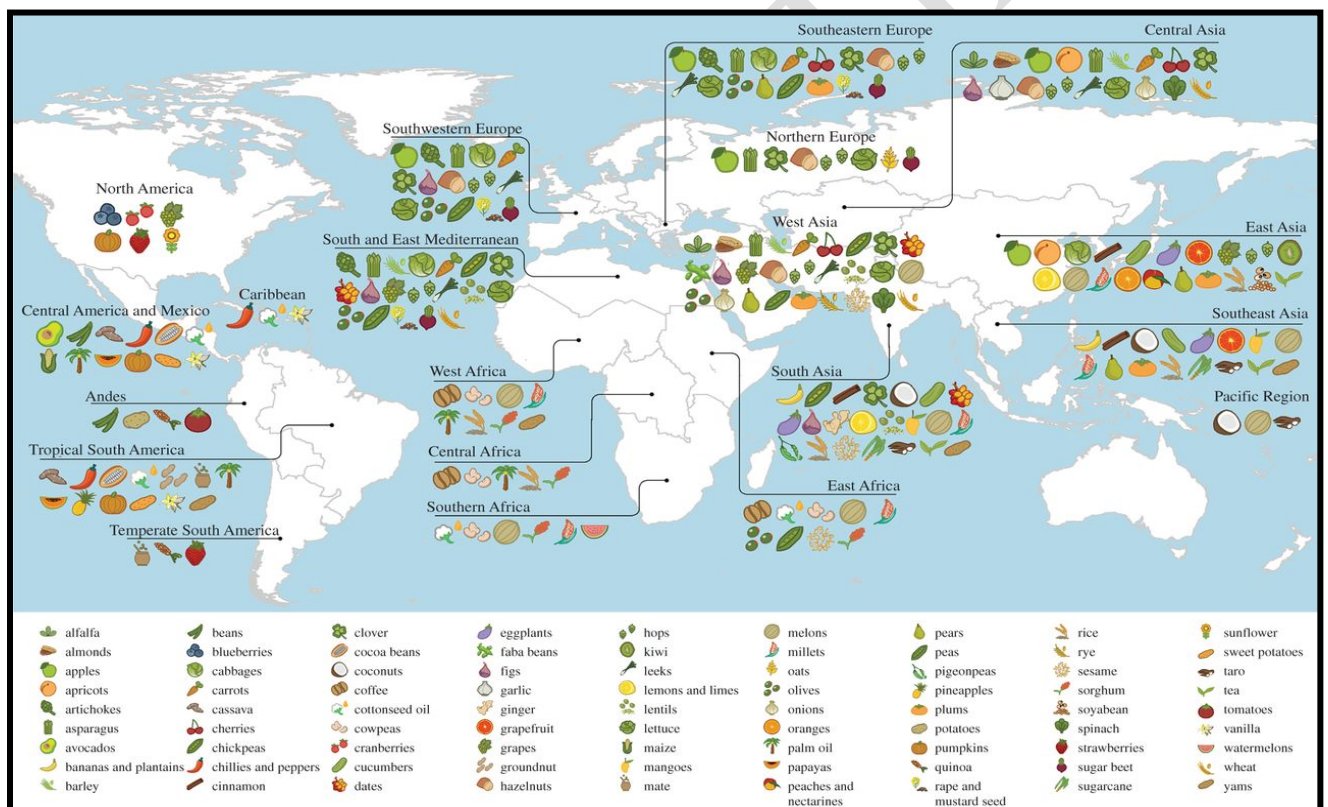 Southeastern Europe
Central Asia
Southwestern Europe
Northern Europe
North America
West Asia
East Asia
South and East Mediterranean
Caribbean
Central America and Mexico
Southeast Asia
West Africa
South Asia
Andes
Pacific Region
Tropical South America
Central Africa
East Africa
Southern Africa
Temperate South America
alfalfa
almonds
apples
apricots
artichokes
asparagus
avocados
bananas and plantains
barley
beans
blueberries
cabbages
carrots
cassava
cherries
chickpeas
chillies and peppers
cinnamon
clover
cocoa beans
coconuts
coffee
cottonseed oil
cowpeas
cranberries
cucumbers
dates
eggplants
faba beans
figs
garlic
ginger
grapefruit
grapes
groundnut
hazelnuts
hops
kiwi
leeks
lemons and limes
lentils
lettuce
maize
mangoes
mate
melons
millets
oats
olives
onions
oranges
palm oil
papayas
peaches and
nectarines
pears
peas
pigeonpeas
pineapples
plums
potatoes
pumpkins
quinoa
rape and
mustard seed
rice
rye
sesame
sorghum
soyabean
spinach
strawberries
sugar beet
sugarcane
sunflower
sweet potatoes
taro
tea
tomatoes
vanilla
watermelons
wheat
yams